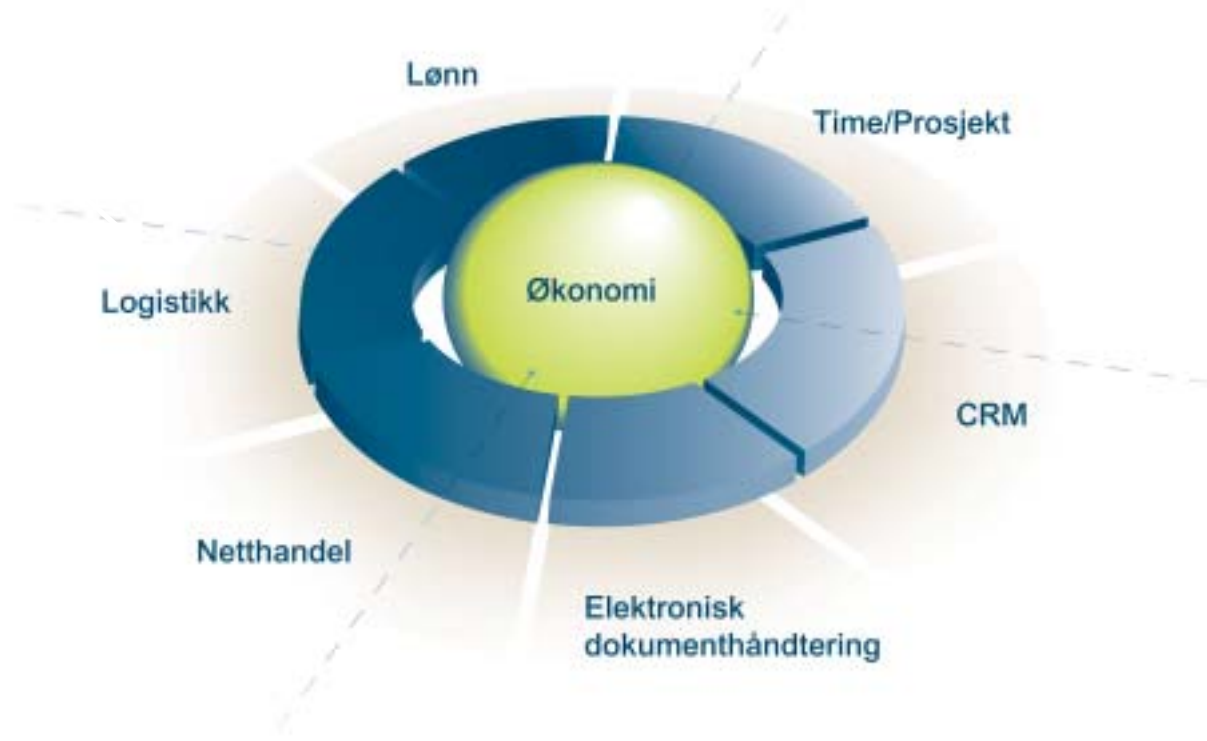 Lønn
Time/Prosjekt
Økonomi
Logistikk
CRM
Netthandel
Elektronisk
dokumenthåndtering